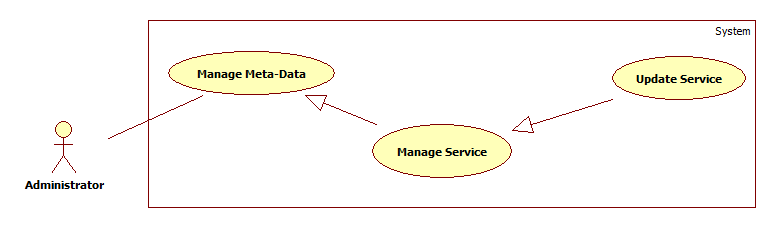 System
Manage Meta-Data
Update Service
Manage Service
Administrator